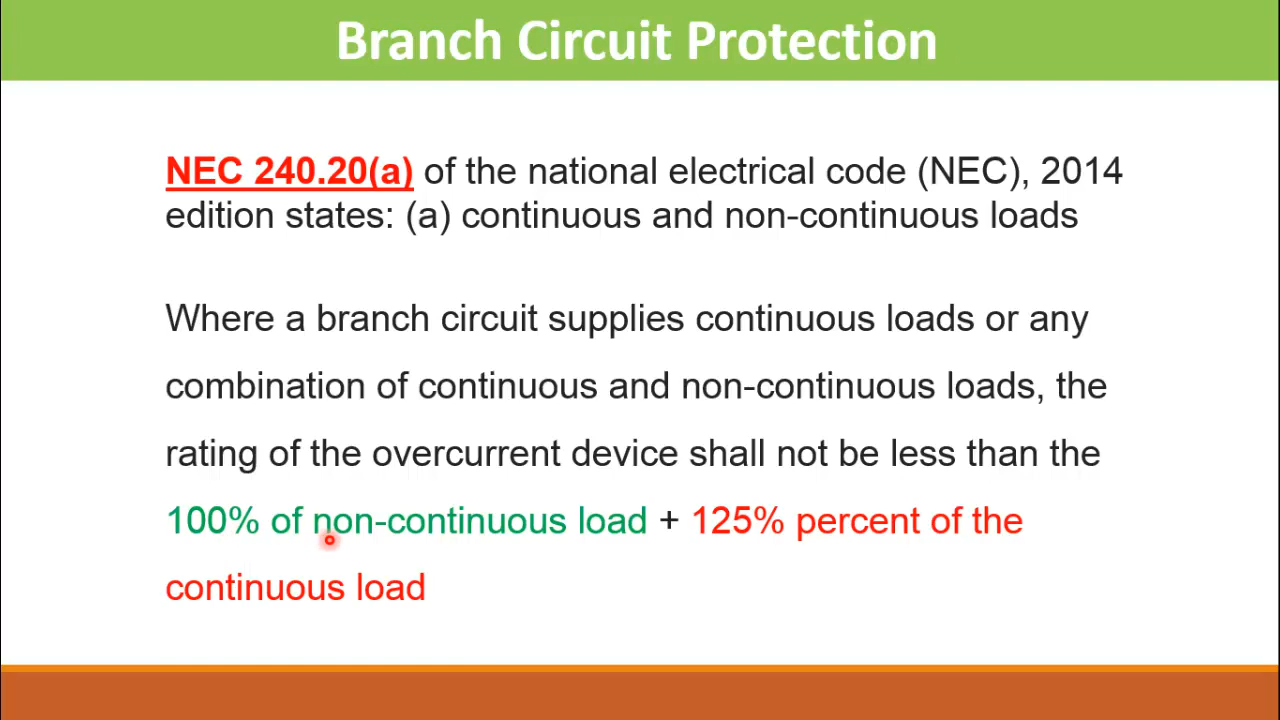 Branch Circuit Protection
NEC 240.20(a) of the national electrical code (NEC), 2014
edition states: (a) continuous and non-continuous loads
Where a branch circuit supplies continuous loads or any
combination of continuous and non-continuous loads, the
rating of the overcurrent device shall not be less than the
100% of non-continuous load + 125% percent of the
continuous load